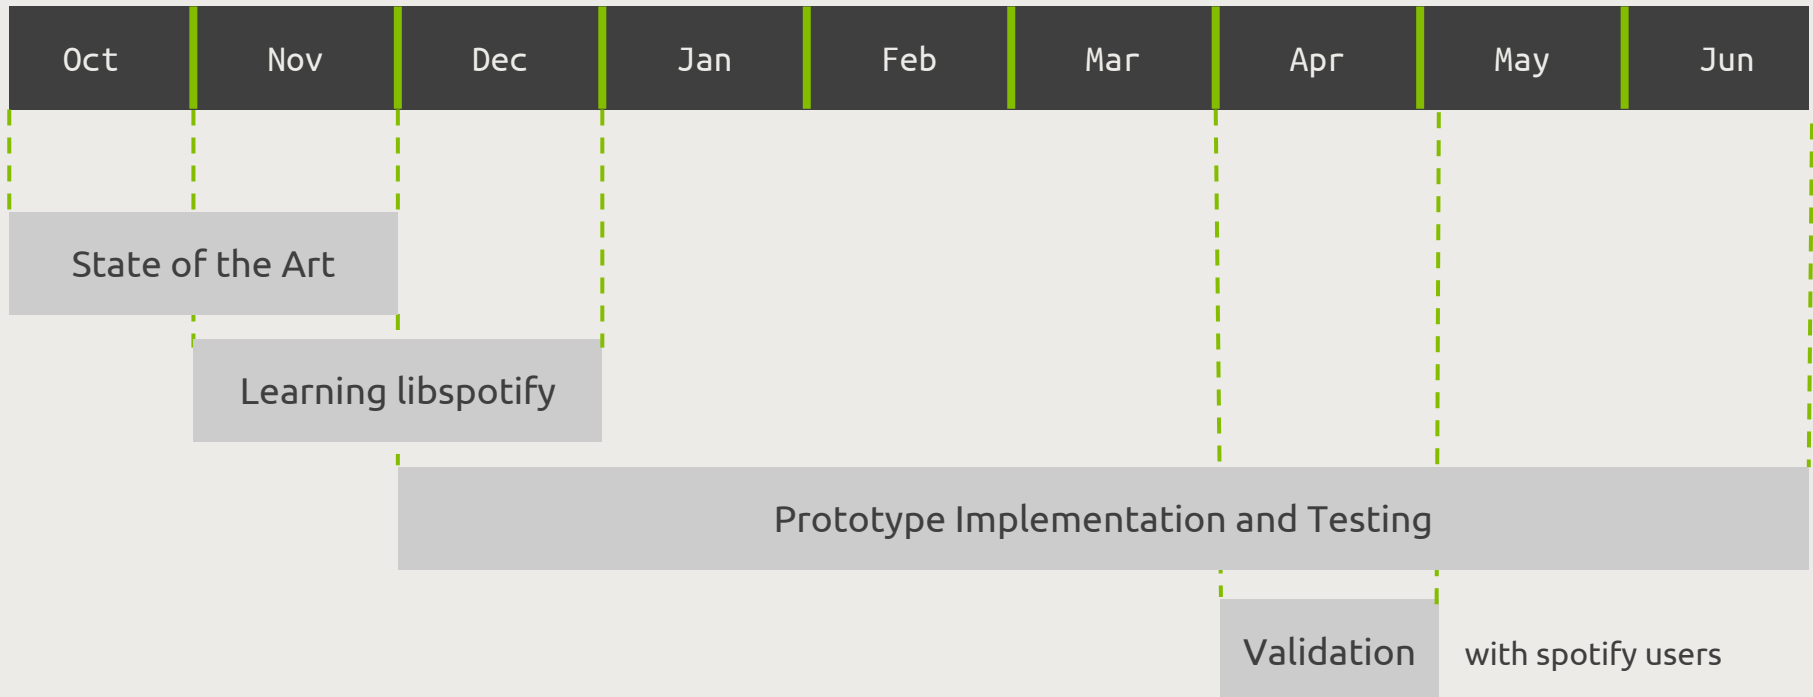 Oct Nov Dec Jan Feb Mar Apr May Jun
State of the Art
Learning libspotify
Prototype Implementation and Testing
Validation with spotify users